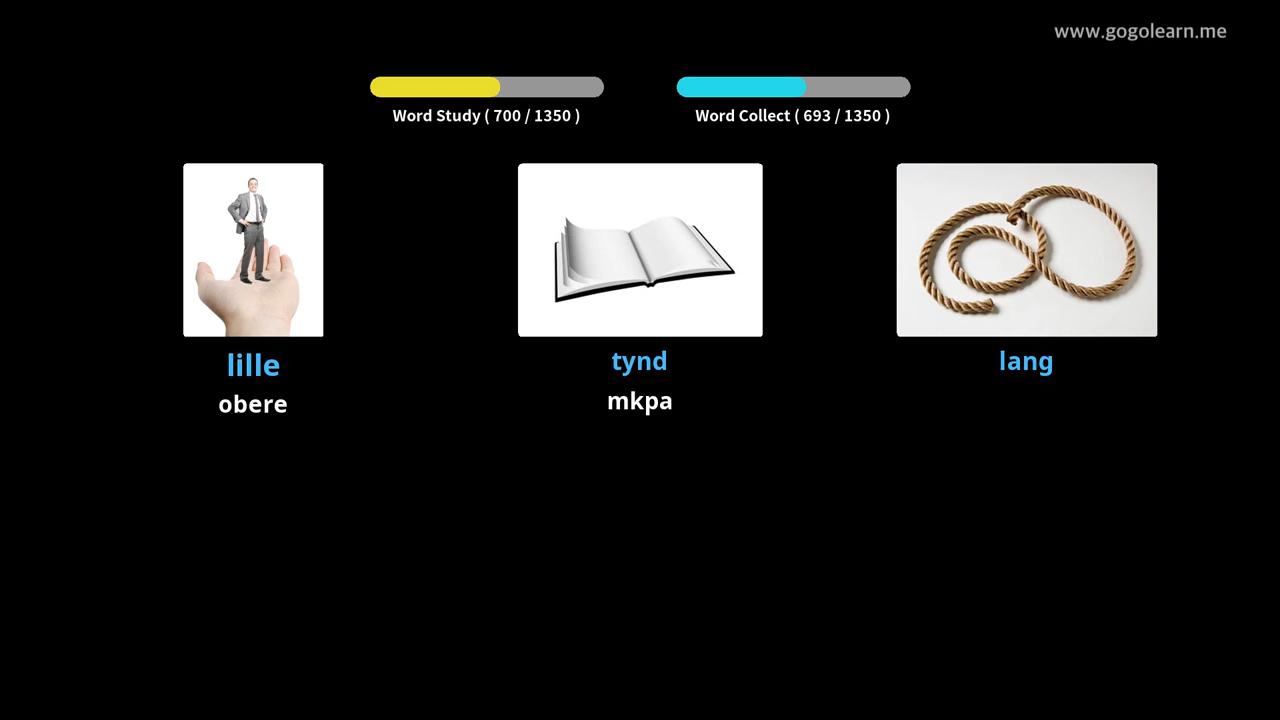 www.gogolearn.me
Word Study ( 700 / 1350 )
Word Collect ( 693 / 1350 )
lille
obere
tynd
mkpa
lang